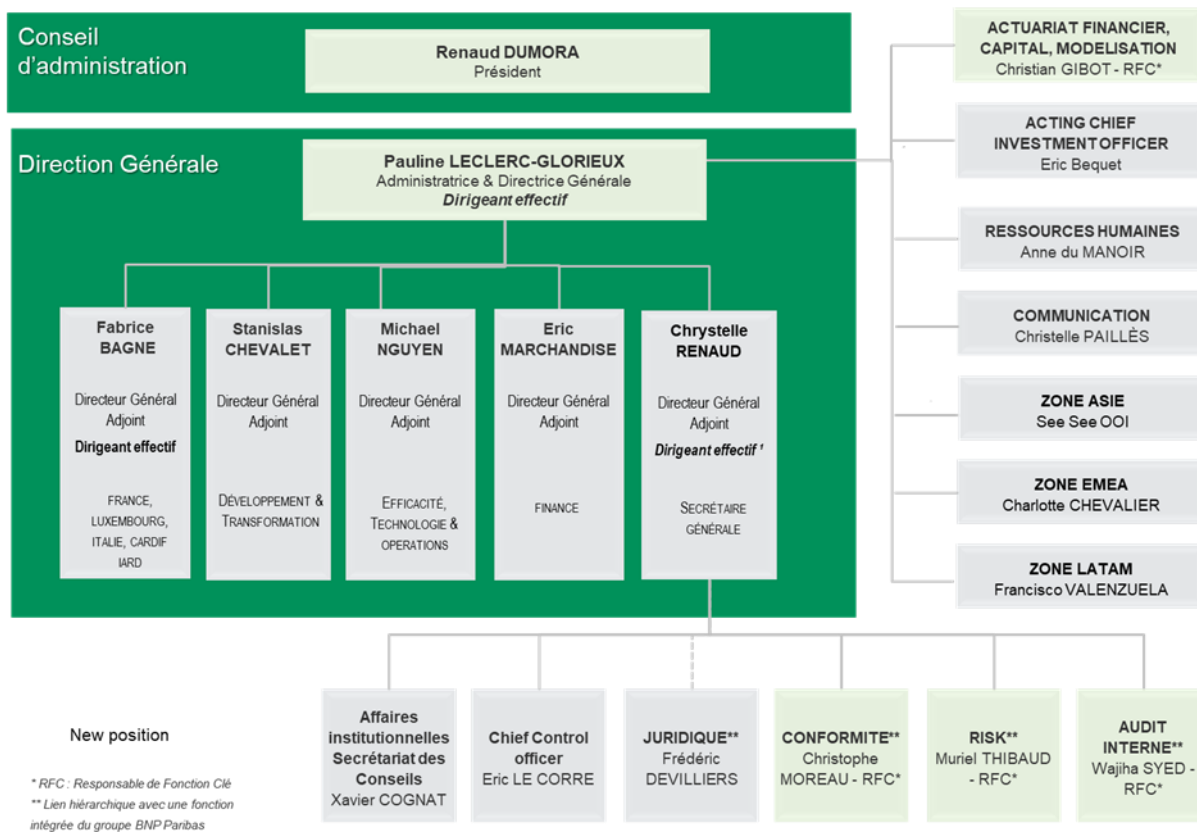 Conseil
d'administration
Renaud DUMORA
Président
Direction Générale
Pauline LECLERC-GLORIEUX
Administratrice & Directrice Générale
Dirigeant effectif
Fabrice
BAGNE
Directeur Général
Adjoint
Dirigeant effectif
FRANCE,
LUXEMBOURG,
ITALIE, CARDIF
IARD
Stanislas
CHEVALET
Directeur Général
Adjoint
DÉVELOPPEMENT &
TRANSFORMATION
Michael
NGUYEN
Directeur Général
Adjoint
EFFICACITÉ,
TECHNOLOGIE &
OPERATIONS
Eric
MARCHANDISE
Directeur Général
Adjoint
FINANCE
Chrystelle
RENAUD
Directeur Général
Adjoint
Dirigeant effectif ¹
SECRÉTAIRE
GÉNÉRALE
ACTUARIAT FINANCIER,
CAPITAL, MODELISATION
Christian GIBOT - RFC*
ACTING CHIEF
INVESTMENT OFFICER
Eric Bequet
RESSOURCES HUMAINES
Anne du MANOIR
COMMUNICATION
Christelle PAILLÈS
ZONE ASIE
See See OOI
ZONE EMEA
Charlotte CHEVALIER
ZONE LATAM
Francisco VALENZUELA
Affaires
institutionnelles
Secrétariat des
Conseils
Xavier COGNAT
Chief Control
officer
Eric LE CORRE
JURIDIQUE**
Frédéric
DEVILLIERS
CONFORMITE**
Christophe
MOREAU - RFC*
RISK**
Muriel THIBAUD
- RFC*
AUDIT
INTERNE**
Wajiha SYED -
RFC*
New position
* RFC : Responsable de Fonction Clé
** Lien hiérarchique avec une fonction
intégrée du groupe BNP Paribas